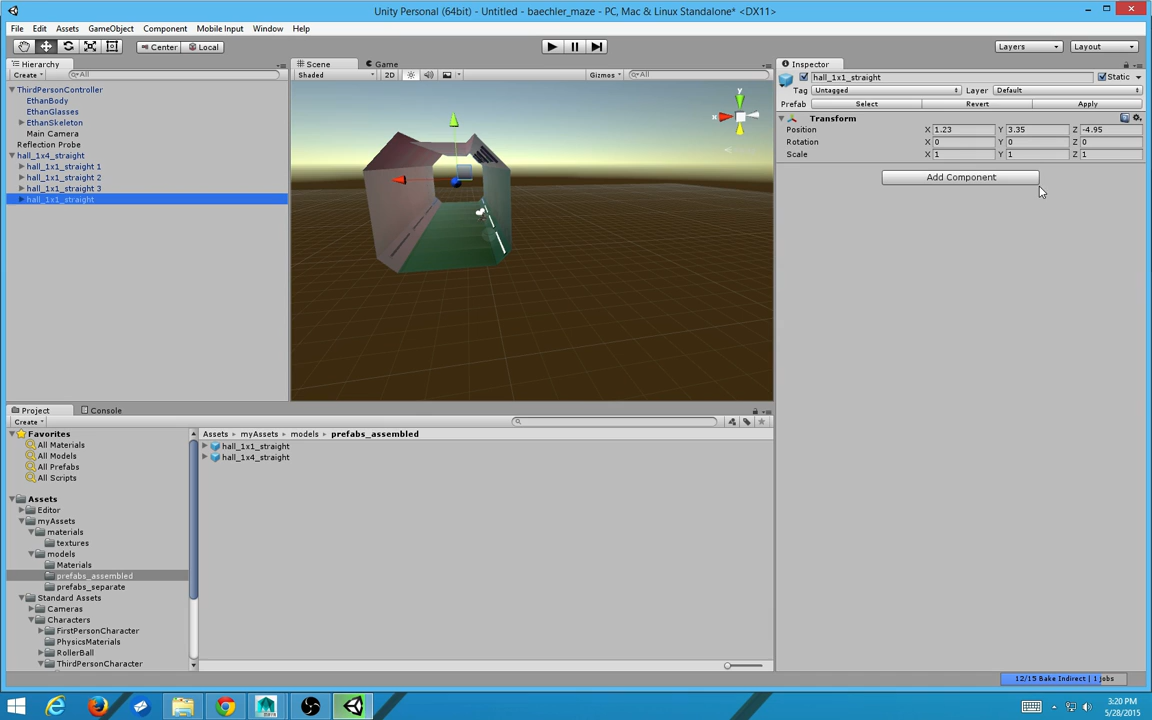 Unity Personal (64bit) - Untitled - baechler_maze - PC, Mac & Linux Standalone* <DX11>
File Edit Assets GameObject Component Mobile Input Window Help
Center Local Layers Layout
Hierarchy
Create All
ThirdPersonController
EthanBody
EthanGlasses
EthanSkeleton
Main Camera
Reflection Probe
hall_1x4_straight
hall_1x1_straight 1
hall_1x1_straight 2
hall_1x1_straight 3
hall_1x1_straight
Scene Game
Shaded 2D Gizmos All
y
x
Inspector
hall_1x1_straight Static
Tag Untagged Layer Default
Prefab Select Revert Apply
Transform
Position X 1.23 Y 3.35 Z -4.95
Rotation X 0 Y 0 Z 0
Scale X 1 Y 1 Z 1
Add Component
Project Console
Create
Favorites
All Materials
All Models
All Prefabs
All Scripts
Assets
Editor
myAssets
materials
textures
models
Materials
prefabs_assembled
prefabs_separate
Standard Assets
Cameras
Characters
FirstPersonCharacter
PhysicsMaterials
RollerBall
ThirdPersonCharacter
Assets myAssets models prefabs_assembled
hall_1x1_straight
hall_1x4_straight
12/15 Bake Indirect | 1 jobs
3:20 PM
5/28/2015